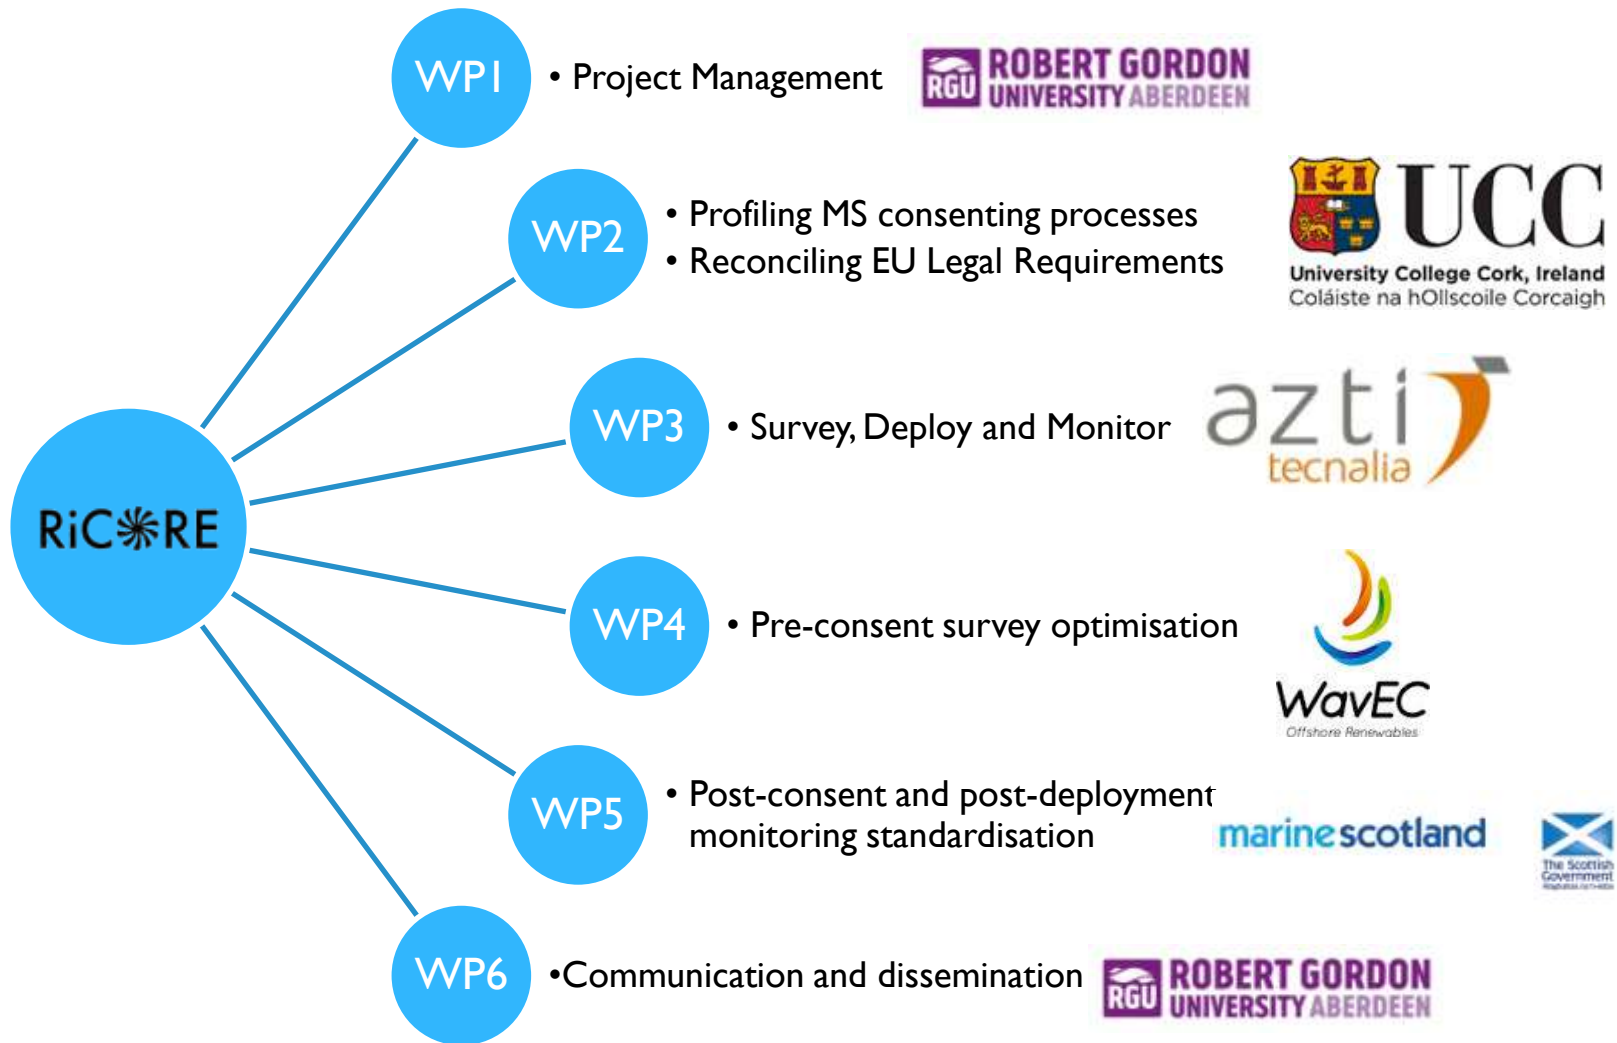 WP1
• Project Management
RGU
ROBERT GORDON
UNIVERSITY ABERDEEN
WP2
• Profiling MS consenting processes
• Reconciling EU Legal Requirements
UCC
University College Cork, Ireland
Coláiste na hOllscoile Corcaigh
WP3
• Survey, Deploy and Monitor
azti
tecnalia
RiCORE
WP4
• Pre-consent survey optimisation
WavEC
Offshore Renewables
WP5
• Post-consent and post-deployment
monitoring standardisation
marinescotland
The Scottish
Government
WP6
•Communication and dissemination
RGU
ROBERT GORDON
UNIVERSITY ABERDEEN